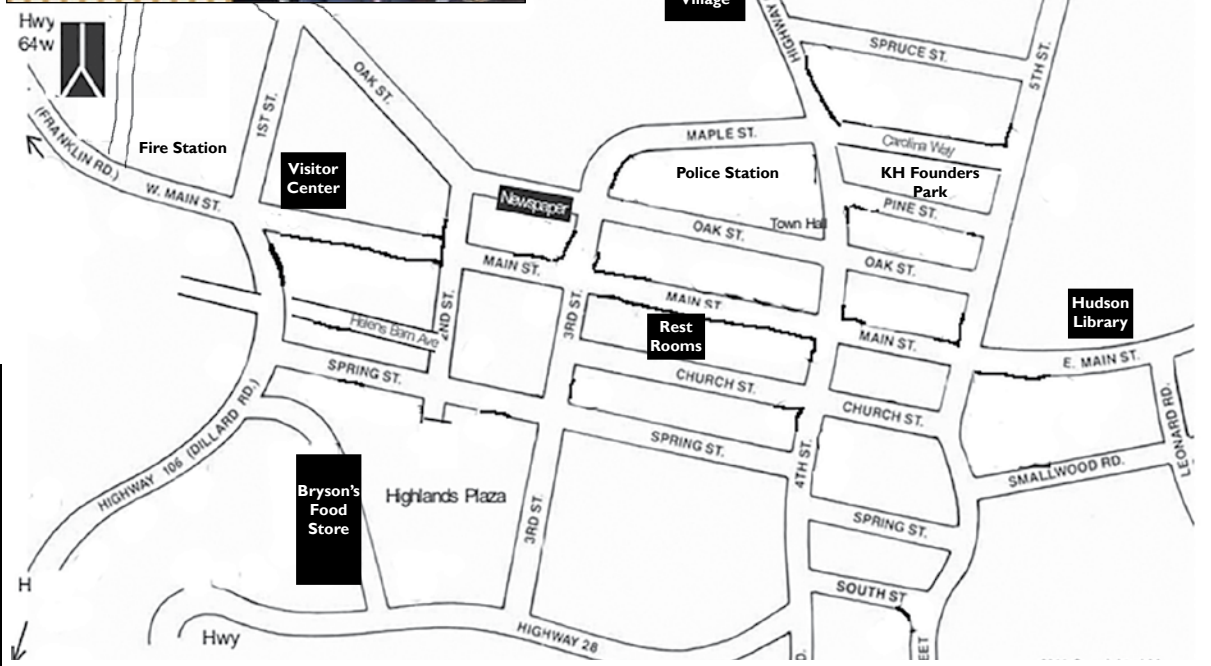 Village
Hwy
64w
HIGHWAY
SPRUCE ST.
5TH ST.
OAK ST.
1ST ST.
(FRANKLIN RD.)
Fire Station
MAPLE ST.
Carolina Way
Visitor
Center
Police Station
KH Founders
Park
W. MAIN ST.
Newspaper
PINE ST.
Town Hall
OAK ST.
OAK ST.
MAIN ST.
MAIN ST.
Hudson
Library
2ND ST.
3RD ST.
Helens Barn Ave
Rest
Rooms
MAIN ST.
E. MAIN ST.
SPRING ST.
CHURCH ST.
CHURCH ST.
LEONARD RD.
HIGHWAY 106 (DILLARD RD.)
SPRING ST.
4TH ST.
SMALLWOOD RD.
Bryson's
Food
Store
Highlands Plaza
3RD ST.
SPRING ST.
H
SOUTH ST
Hwy
HIGHWAY 28